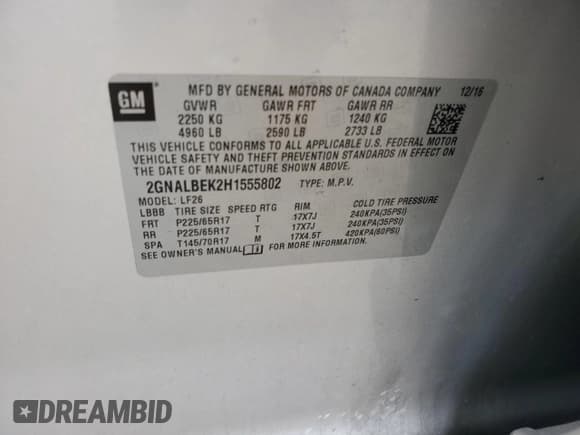 GM
MFD BY GENERAL MOTORS OF CANADA COMPANY 12/16
GVWR GAWR FRT GAWR RR
2250 KG 1175 KG 1240 KG
4960 LB 2590 LB 2733 LB
THIS VEHICLE CONFORMS TO ALL APPLICABLE U.S. FEDERAL MOTOR
VEHICLE SAFETY AND THEFT PREVENTION STANDARDS IN EFFECT ON
THE DATE OF MANUFACTURE SHOWN ABOVE.
2GNALBEK2H1555802 TYPE: M.P.V.
MODEL: LF26
LBBB TIRE SIZE SPEED RTG RIM COLD TIRE PRESSURE
FRT P225/65R17 T 17X7J 240KPA(35PSI)
RR P225/65R17 T 17X7J 240KPA(35PSI)
SPA T145/70R17 M 17X4.5T 420KPA(60PSI)
SEE OWNER'S MANUAL FOR MORE INFORMATION.
DREAMBID